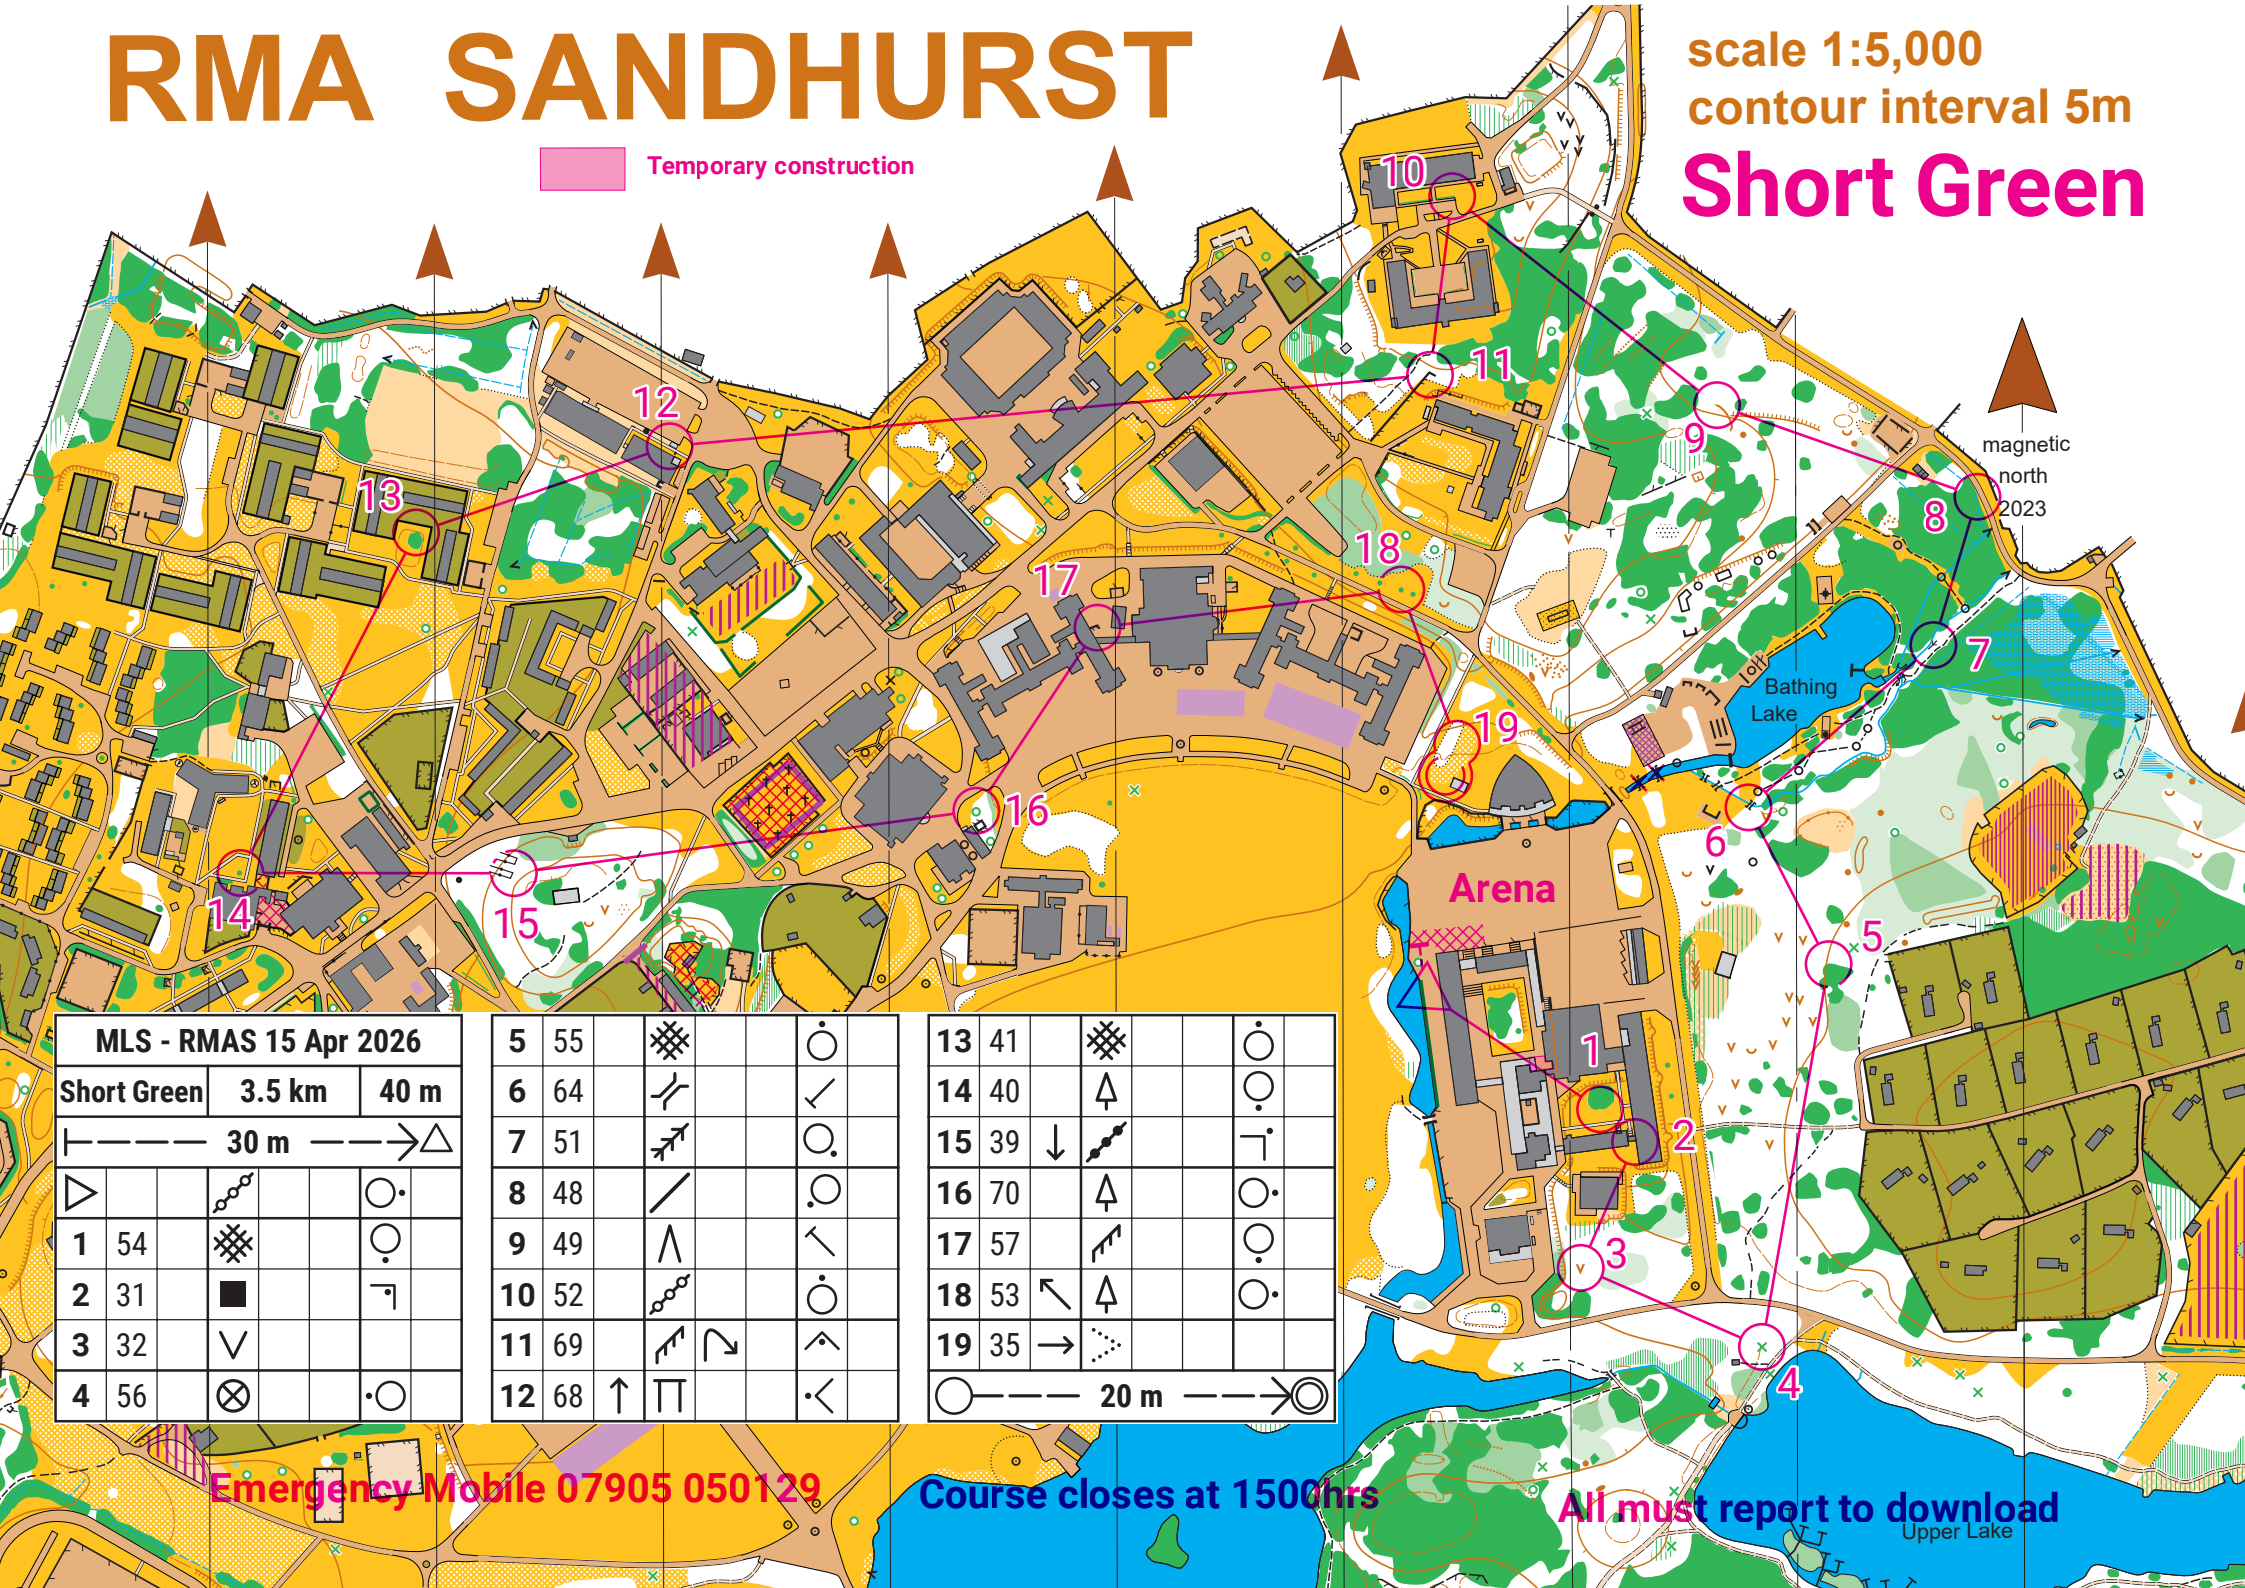 RMA SANDHURST
scale 1:5,000
contour interval 5m
Short Green
Temporary construction
magnetic
north
2023
10
11
12
13
9
8
18
17
7
Bathing
Lake
19
16
6
14
15
Arena
5
1
2
3
4
MLS - RMAS 15 Apr 2026
Short Green 3.5 km 40 m
30 m
1 54
2 31
3 32
4 56
5 55
6 64
7 51
8 48
9 49
10 52
11 69
12 68
13 41
14 40
15 39
16 70
17 57
18 53
19 35
20 m
Emergency Mobile 07905 050129
Course closes at 1500hrs
All must report to download
Upper Lake